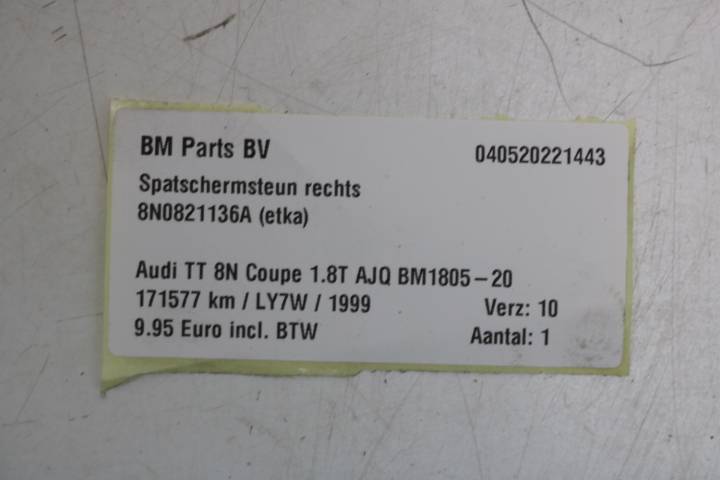 BM Parts BV 040520221443
Spatschermsteun rechts
8N0821136A (etka)
Audi TT 8N Coupe 1.8T AJQ BM1805-20
171577 km / LY7W / 1999 Verz: 10
9.95 Euro incl. BTW Aantal: 1